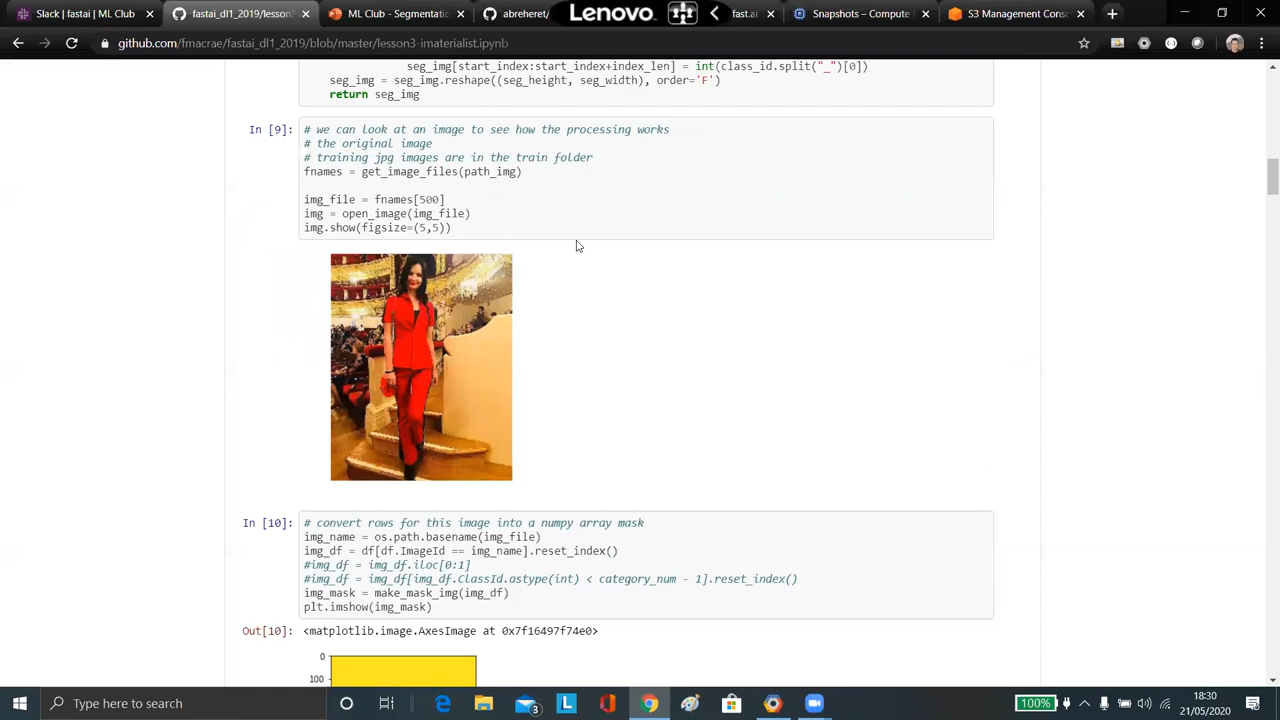 Slack | fastai | ML Club
fastai_dl1_2019/lesson3-imateri
ML Club - Segmentati
abreheret/
Lenovo
fast.ai
Snapshots – Compute
S3 Management Cons
github.com/fmacrae/fastai_dl1_2019/blob/master/lesson3-imaterialist.ipynb
seg_img[start_index:start_index+index_len] = int(class_id.split("_")[0])
seg_img = seg_img.reshape((seg_height, seg_width), order='F')
return seg_img
In [9]:
# we can look at an image to see how the processing works
# the original image
# training jpg images are in the train folder
fnames = get_image_files(path_img)
img_file = fnames[500]
img = open_image(img_file)
img.show(figsize=(5,5))
In [10]:
# convert rows for this image into a numpy array mask
img_name = os.path.basename(img_file)
img_df = df[df.ImageId == img_name].reset_index()
#img_df = img_df.iloc[0:1]
#img_df = img_df[img_df.ClassId.astype(int) < category_num - 1].reset_index()
img_mask = make_mask_img(img_df)
plt.imshow(img_mask)
Out[10]:
<matplotlib.image.AxesImage at 0x7f16497f74e0>
0
100
Type here to search
3
L
100%
18:30
21/05/2020